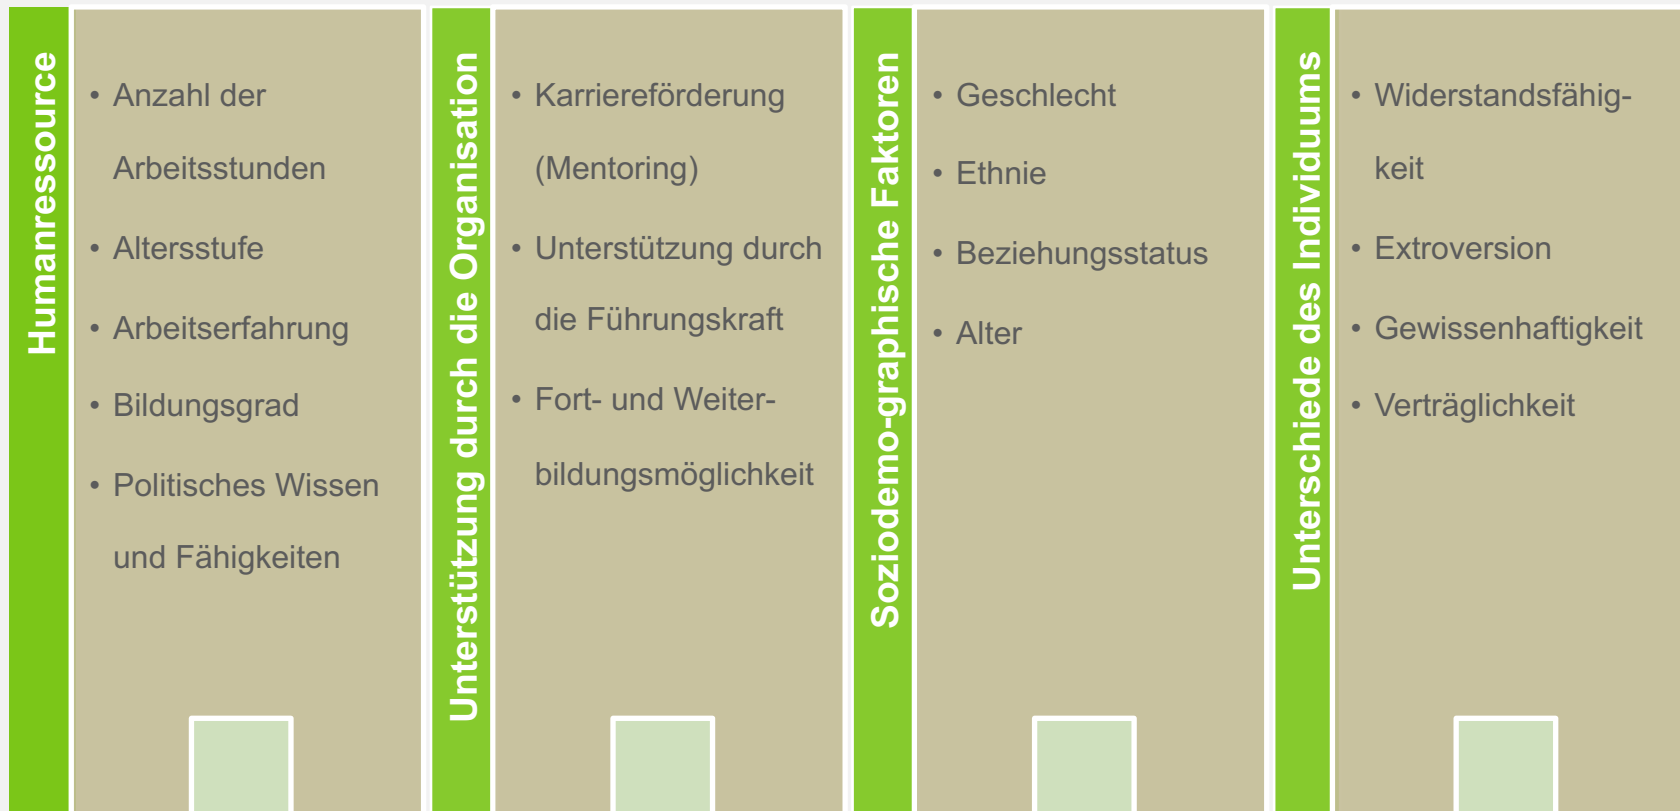 Humanressource
• Anzahl der
Arbeitsstunden
• Altersstufe
• Arbeitserfahrung
• Bildungsgrad
• Politisches Wissen
und Fähigkeiten
Unterstützung durch die Organisation
• Karriereförderung
(Mentoring)
• Unterstützung durch
die Führungskraft
• Fort- und Weiter-
bildungsmöglichkeit
Soziodemo-graphische Faktoren
• Geschlecht
• Ethnie
• Beziehungsstatus
• Alter
Unterschiede des Individuums
• Widerstandsfähig-
keit
• Extroversion
• Gewissenhaftigkeit
• Verträglichkeit